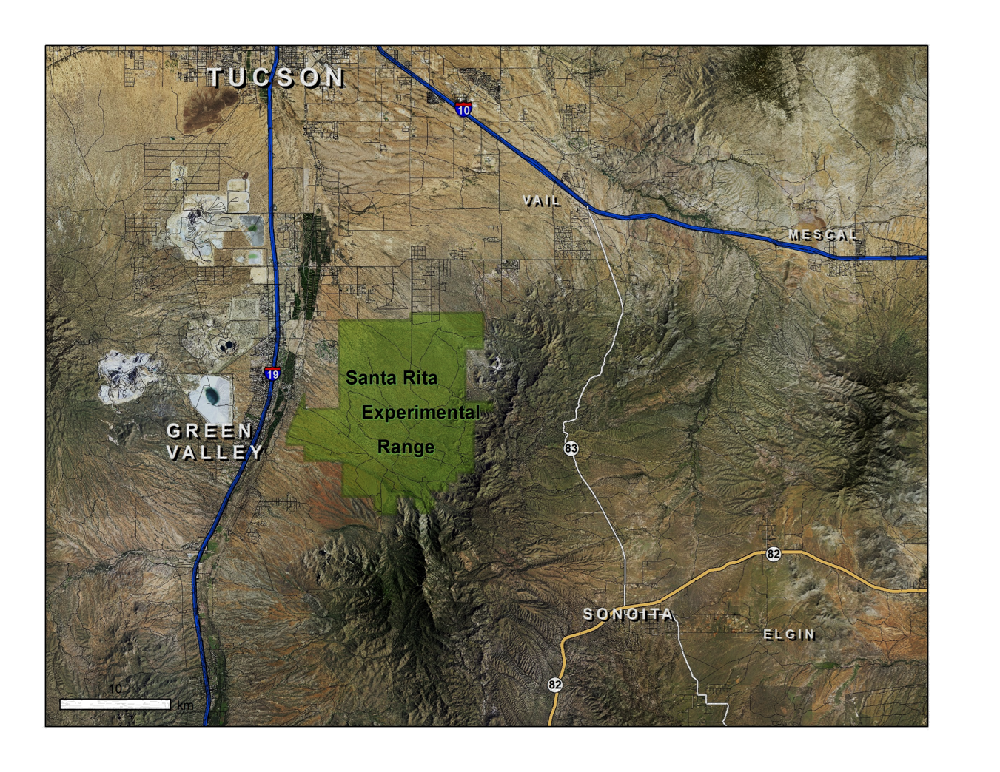 TUCSON
10
VAIL
MESCAL
Santa Rita
19
Experimental
GREEN
VALLEY
Range
83
82
SONOITA
ELGIN
82
10
km